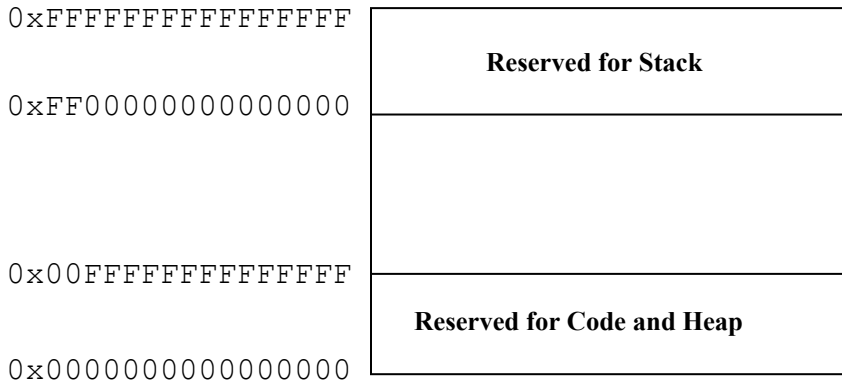 0xFFFFFFFFFFFFFFFF
Reserved for Stack
0xFF00000000000000
0x00FFFFFFFFFFFFFF
Reserved for Code and Heap
0x0000000000000000